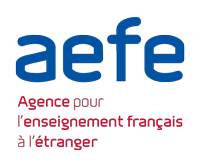 aefe
Agence pour
l'enseignement français
à l'étranger